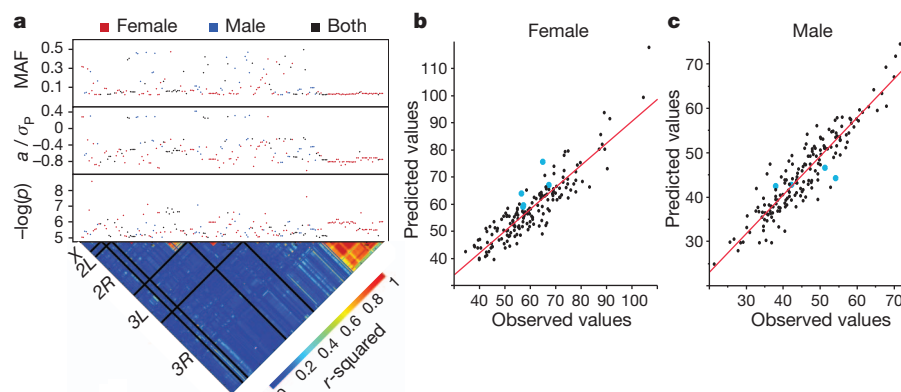 a
Female Male Both
MAF
0.5
0.3
0.1
a / σP
0.4
0
−0.4
−0.8
−log(p)
8
7
6
5
X
2L
2R
3L
3R
0.2 0.4 0.6 0.8 1
r-squared
b
Female
Predicted values
110
100
90
80
70
60
50
40
40 50 60 70 80 90 100
Observed values
c
Male
Predicted values
70
60
50
40
30
30 40 50 60 70
Observed values